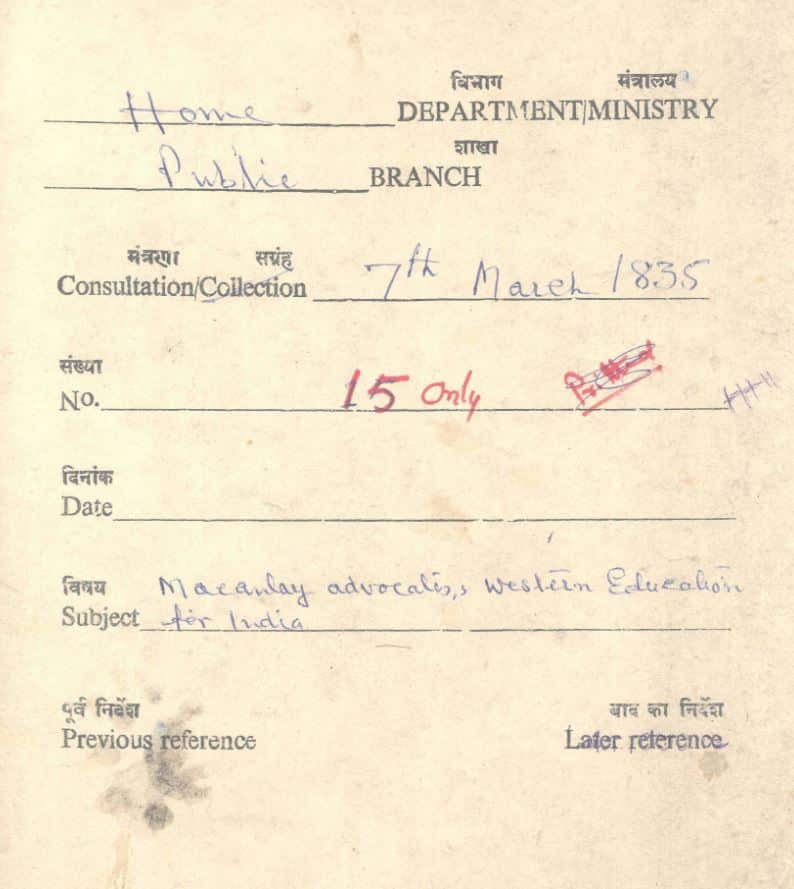 विभाग मंत्रालय
Home DEPARTMENT/MINISTRY
शाखा
Public BRANCH
मंत्रणा सग्रंह
Consultation/Collection 7th March 1835
संख्या
No. 15 Only
दिनांक
Date
विषय Macaulay advocates, Western Education
Subject for India
पूर्व निर्देश बाद का निर्देश
Previous reference Later reference